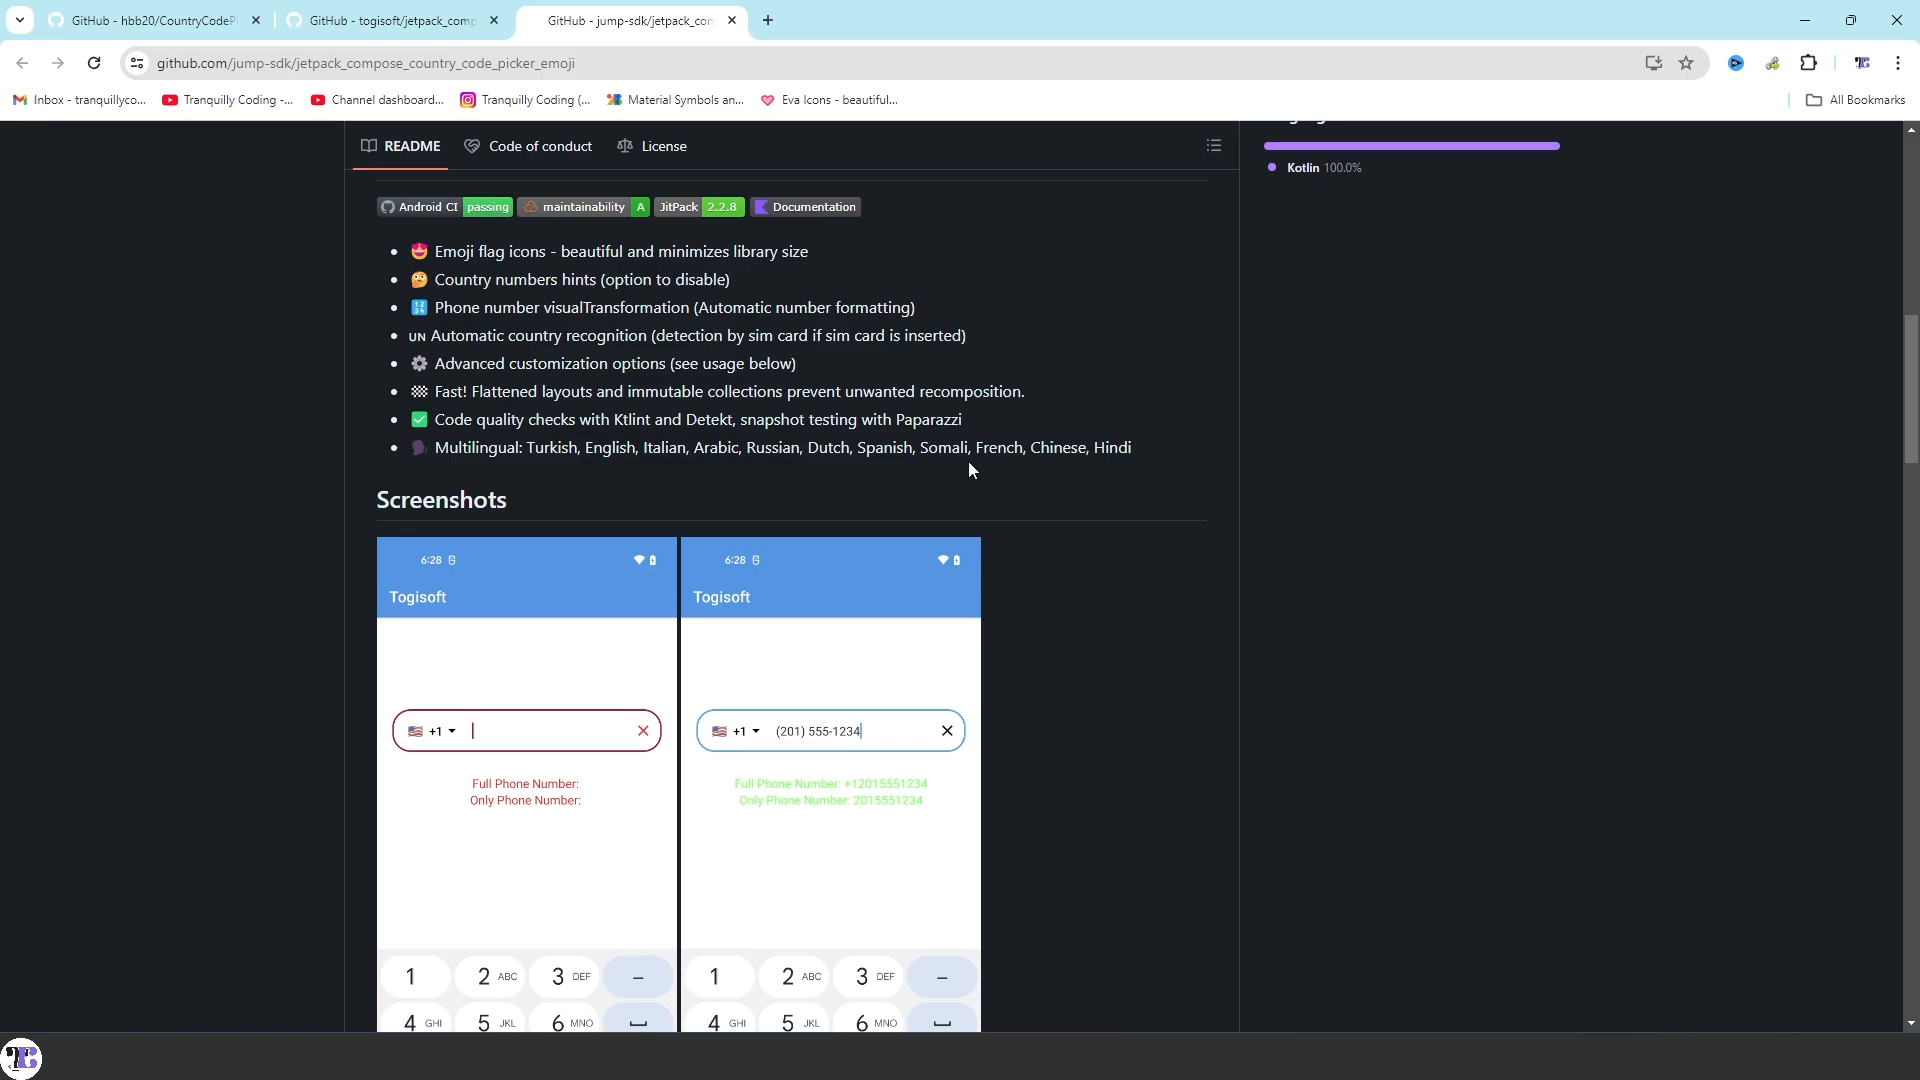 GitHub - hbb20/CountryCodePi
GitHub - togisoft/jetpack_comp
GitHub - jump-sdk/jetpack_com
github.com/jump-sdk/jetpack_compose_country_code_picker_emoji
Inbox - tranquillyco...
Tranquilly Coding -...
Channel dashboard...
Tranquilly Coding (...
Material Symbols an...
Eva Icons - beautiful...
All Bookmarks
README
Code of conduct
License
Kotlin 100.0%
Android CI passing
maintainability A
JitPack 2.2.8
Documentation
Emoji flag icons - beautiful and minimizes library size
Country numbers hints (option to disable)
Phone number visualTransformation (Automatic number formatting)
UN Automatic country recognition (detection by sim card if sim card is inserted)
Advanced customization options (see usage below)
Fast! Flattened layouts and immutable collections prevent unwanted recomposition.
Code quality checks with Ktlint and Detekt, snapshot testing with Paparazzi
Multilingual: Turkish, English, Italian, Arabic, Russian, Dutch, Spanish, Somali, French, Chinese, Hindi
Screenshots
6:28
Togisoft
+1
Full Phone Number:
Only Phone Number:
1
2 ABC
3 DEF
–
4 GHI
5 JKL
6 MNO
6:28
Togisoft
+1 (201) 555-1234
Full Phone Number: +12015551234
Only Phone Number: 2015551234
1
2 ABC
3 DEF
–
4 GHI
5 JKL
6 MNO
TC